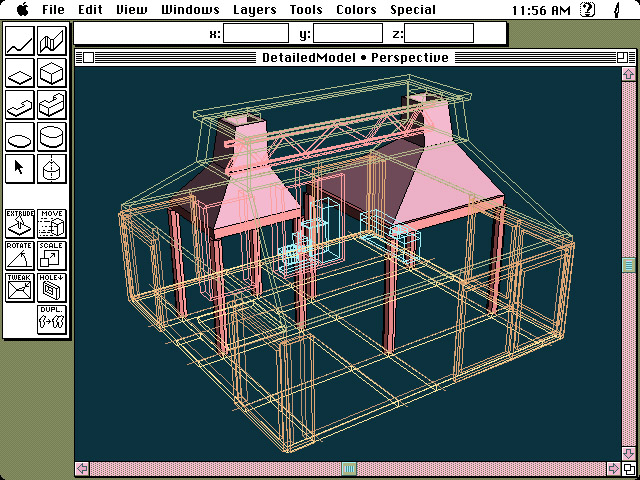 File Edit View Windows Layers Tools Colors Special 11:56 AM
x: y: z:
DetailedModel • Perspective
EXTRUDE MOVE
ROTATE SCALE
TWEAK HOLE↓
DUPL.